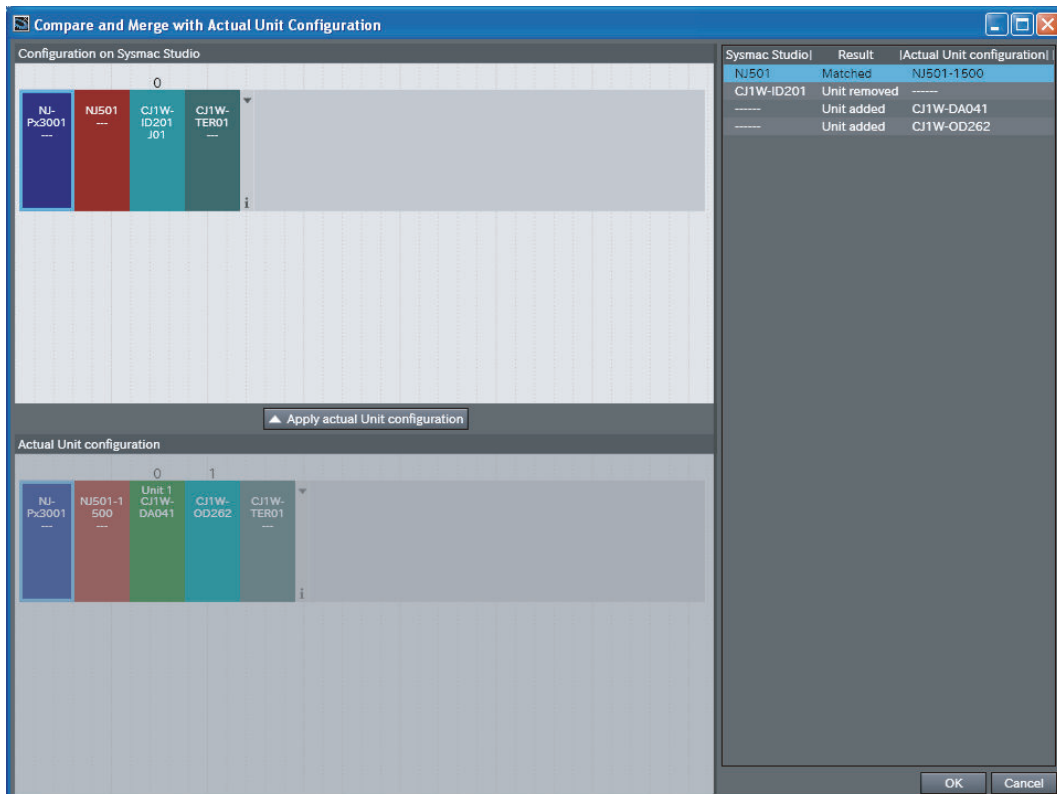 Compare and Merge with Actual Unit Configuration
Configuration on Sysmac Studio
0
NJ-
Px3001
---
NJ501
---
CJ1W-
ID201
J01
CJ1W-
TER01
---
i
Apply actual Unit configuration
Actual Unit configuration
0 1
NJ-
Px3001
---
NJ501-1
500
---
Unit 1
CJ1W-
DA041
CJ1W-
OD262
CJ1W-
TER01
---
i
Sysmac Studio| Result |Actual Unit configuration|
NJ501 Matched NJ501-1500
CJ1W-ID201 Unit removed ------
------ Unit added CJ1W-DA041
------ Unit added CJ1W-OD262
OK Cancel